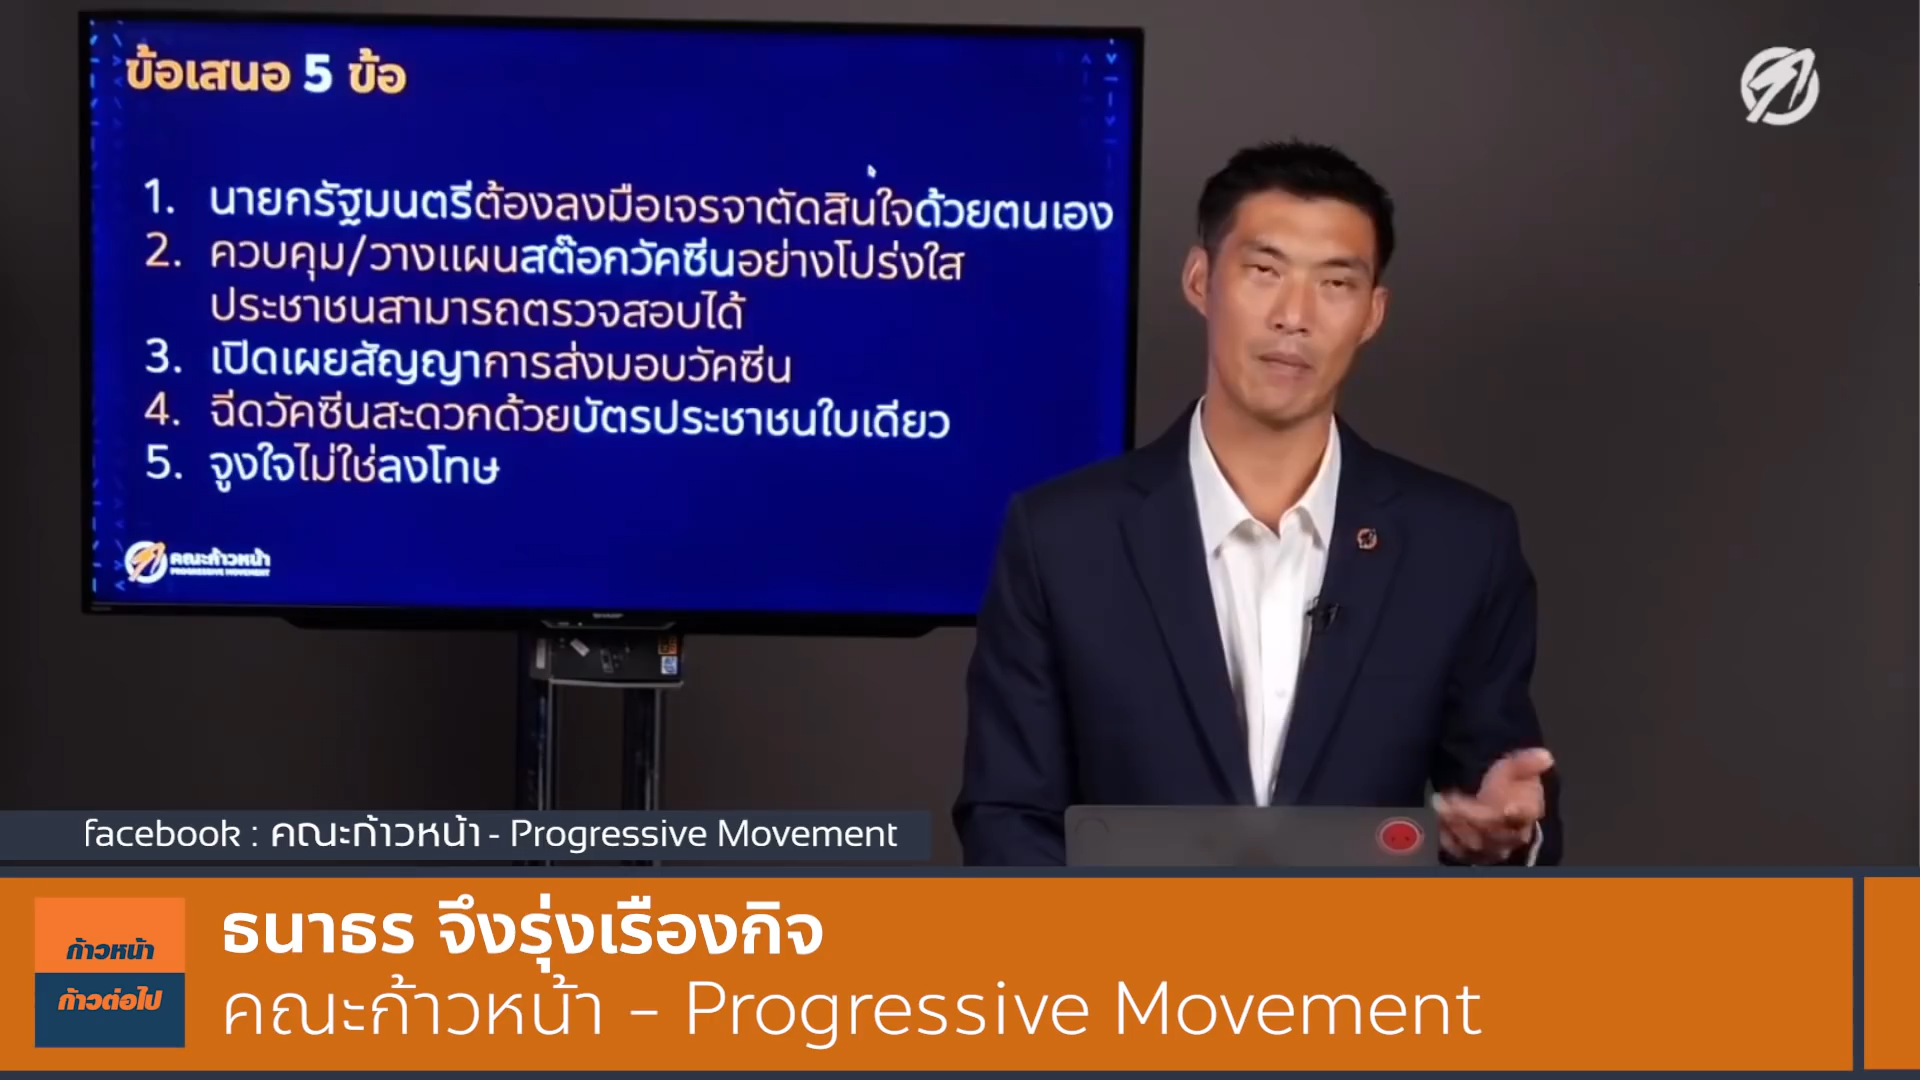 ข้อเสนอ 5 ข้อ
1. นายกรัฐมนตรีต้องลงมือเจรจาตัดสินใจด้วยตนเอง
2. ควบคุม/วางแผนสต๊อกวัคซีนอย่างโปร่งใส
ประชาชนสามารถตรวจสอบได้
3. เปิดเผยสัญญาการส่งมอบวัคซีน
4. ฉีดวัคซีนสะดวกด้วยบัตรประชาชนใบเดียว
5. จูงใจไม่ใช่ลงโทษ
คณะก้าวหน้า
PROGRESSIVE MOVEMENT
SHARP
facebook : คณะก้าวหน้า - Progressive Movement
ก้าวหน้า
ก้าวต่อไป
ธนาธร จึงรุ่งเรืองกิจ
คณะก้าวหน้า - Progressive Movement